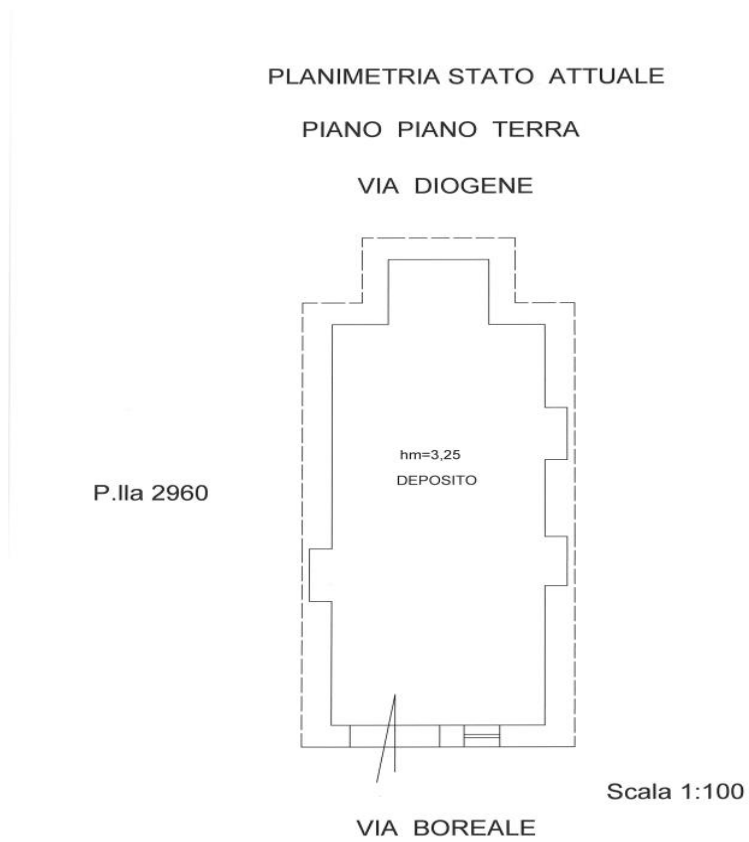 PLANIMETRIA STATO ATTUALE
PIANO PIANO TERRA
VIA DIOGENE
hm=3,25
DEPOSITO
P.lla 2960
Scala 1:100
VIA BOREALE